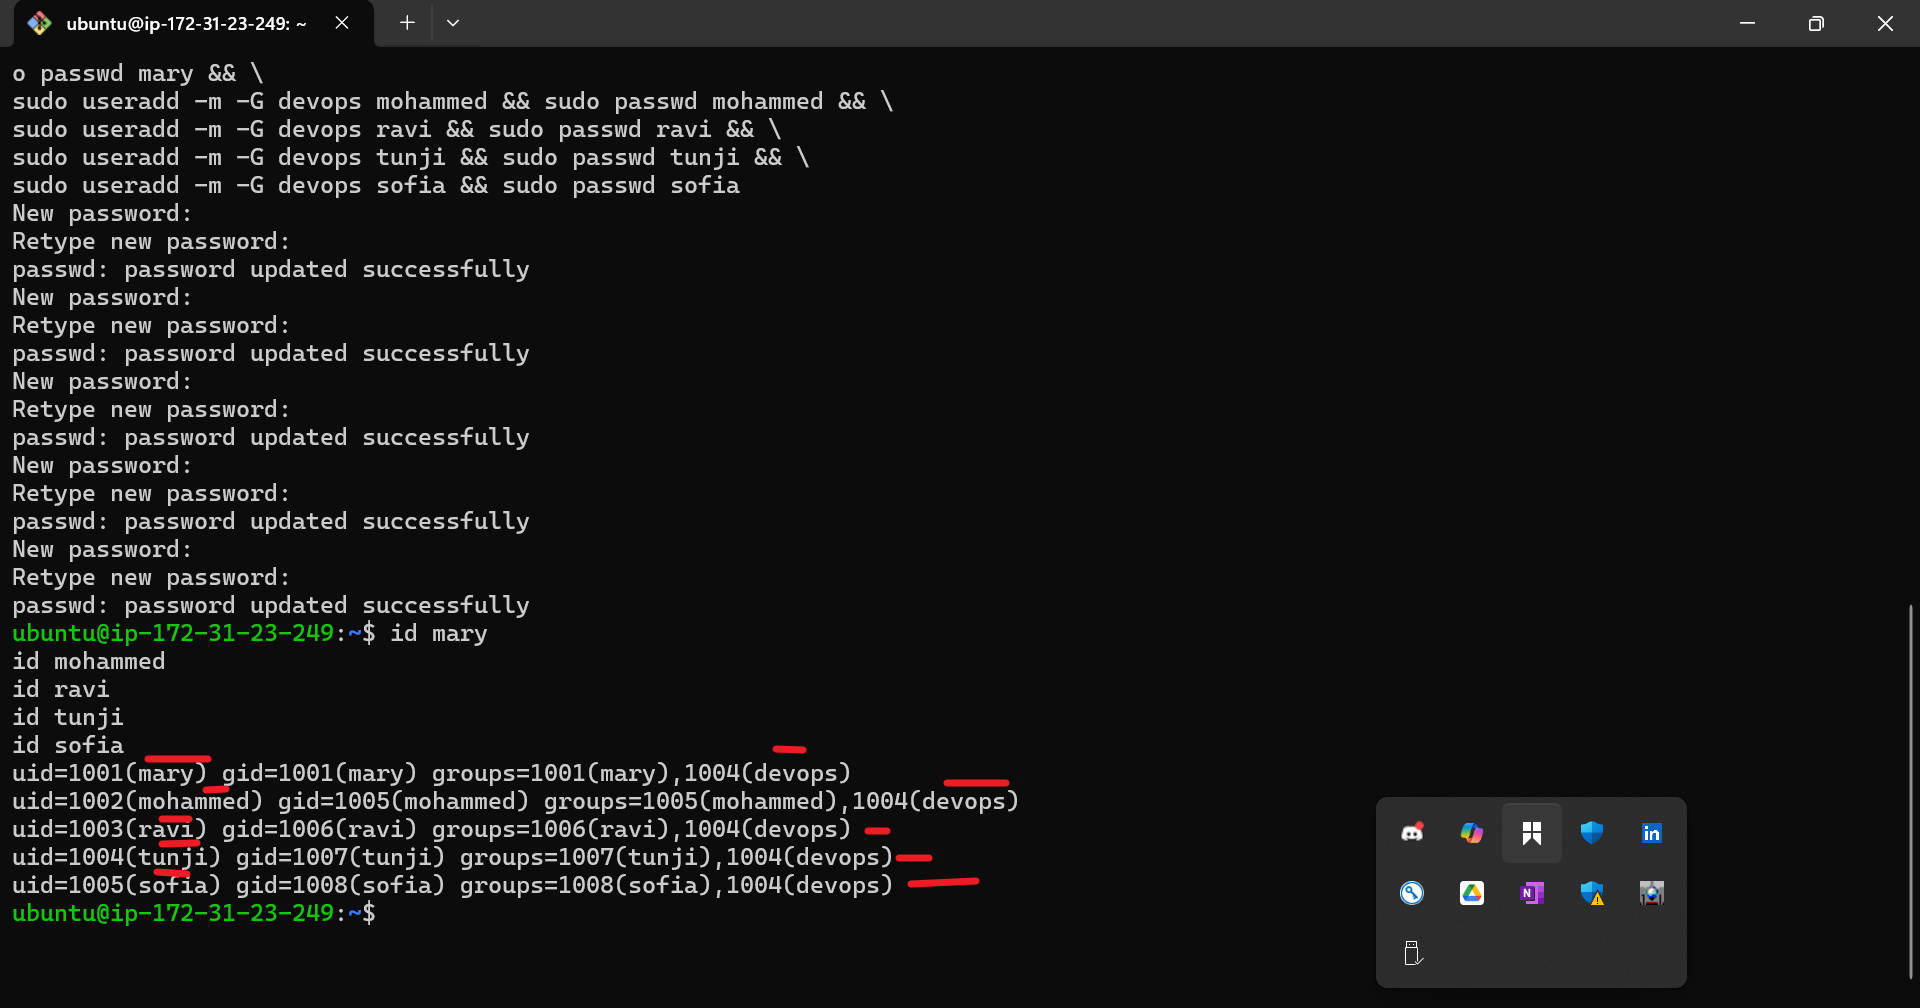 ubuntu@ip-172-31-23-249: ~
o passwd mary && \
sudo useradd -m -G devops mohammed && sudo passwd mohammed && \
sudo useradd -m -G devops ravi && sudo passwd ravi && \
sudo useradd -m -G devops tunji && sudo passwd tunji && \
sudo useradd -m -G devops sofia && sudo passwd sofia
New password:
Retype new password:
passwd: password updated successfully
New password:
Retype new password:
passwd: password updated successfully
New password:
Retype new password:
passwd: password updated successfully
New password:
Retype new password:
passwd: password updated successfully
New password:
Retype new password:
passwd: password updated successfully
ubuntu@ip-172-31-23-249:~$ id mary
id mohammed
id ravi
id tunji
id sofia
uid=1001(mary) gid=1001(mary) groups=1001(mary),1004(devops)
uid=1002(mohammed) gid=1005(mohammed) groups=1005(mohammed),1004(devops)
uid=1003(ravi) gid=1006(ravi) groups=1006(ravi),1004(devops)
uid=1004(tunji) gid=1007(tunji) groups=1007(tunji),1004(devops)
uid=1005(sofia) gid=1008(sofia) groups=1008(sofia),1004(devops)
ubuntu@ip-172-31-23-249:~$
in
N